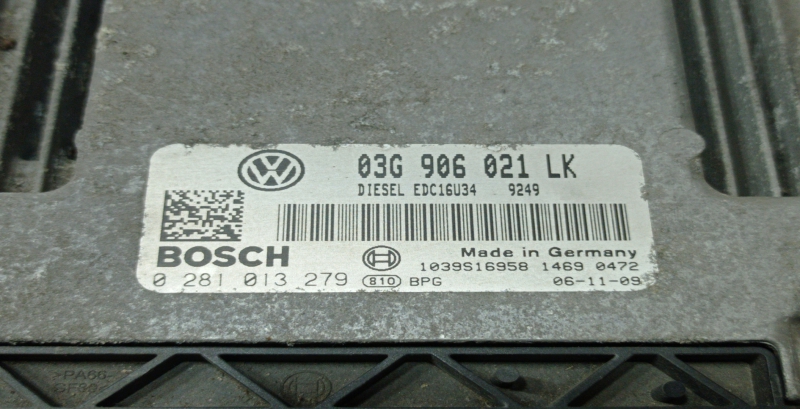 03G 906 021 LK
DIESEL EDC16U34 9249
BOSCH
Made in Germany
0 281 013 279
1039S16958 1469 0472
810 BPG
06-11-09
>PA66